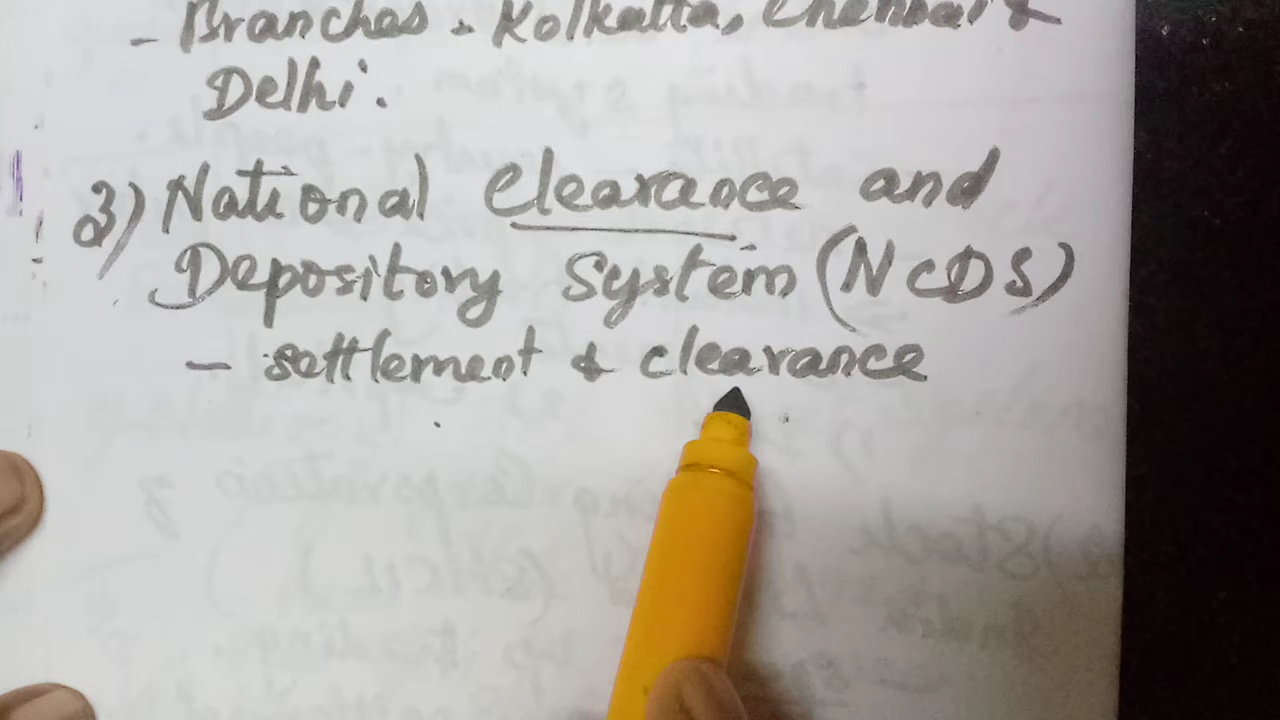 - Branches - Kolkatta, Chennai &
Delhi.
3) National Clearance and
Depository System (NCDS)
- settlement & clearance